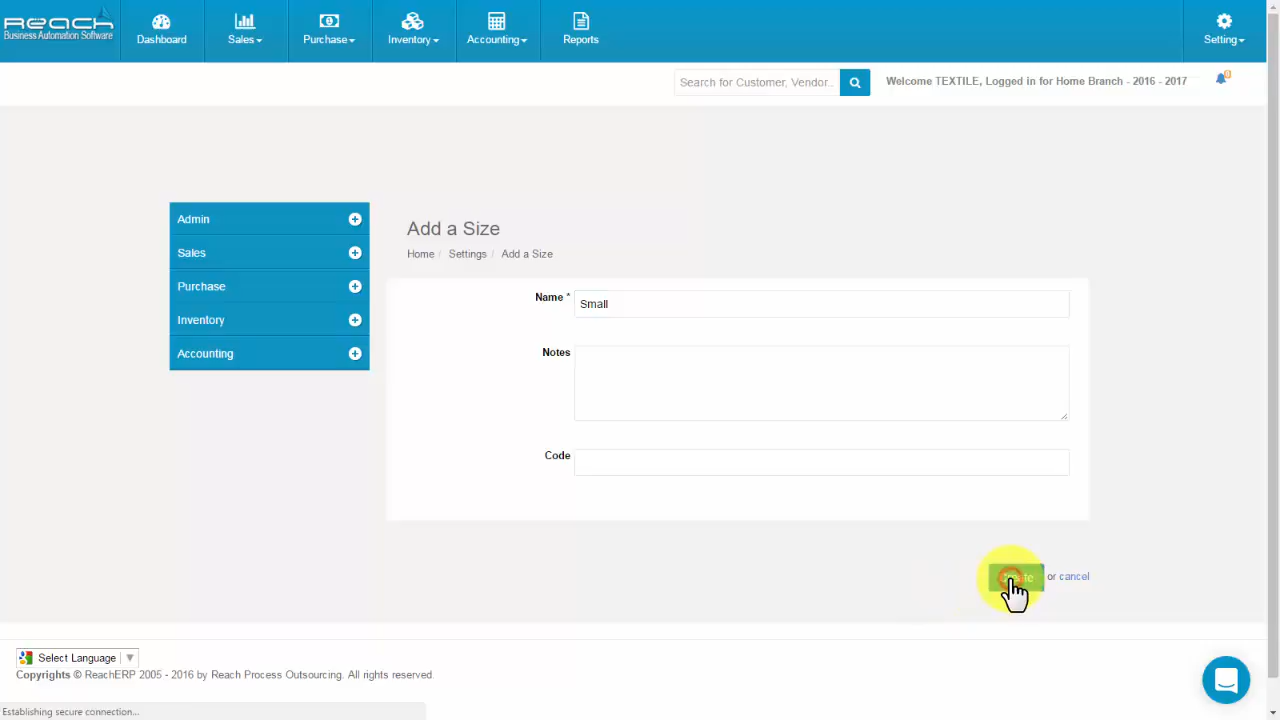 Reach
Business Automation Software
Dashboard
Sales
Purchase
Inventory
Accounting
Reports
Setting
Search for Customer, Vendor..
Welcome TEXTILE, Logged in for Home Branch - 2016 - 2017
0
Admin
Sales
Purchase
Inventory
Accounting
Add a Size
Home / Settings / Add a Size
Name *
Small
Notes
Code
Create or cancel
Select Language
Copyrights © ReachERP 2005 - 2016 by Reach Process Outsourcing. All rights reserved.
Establishing secure connection...